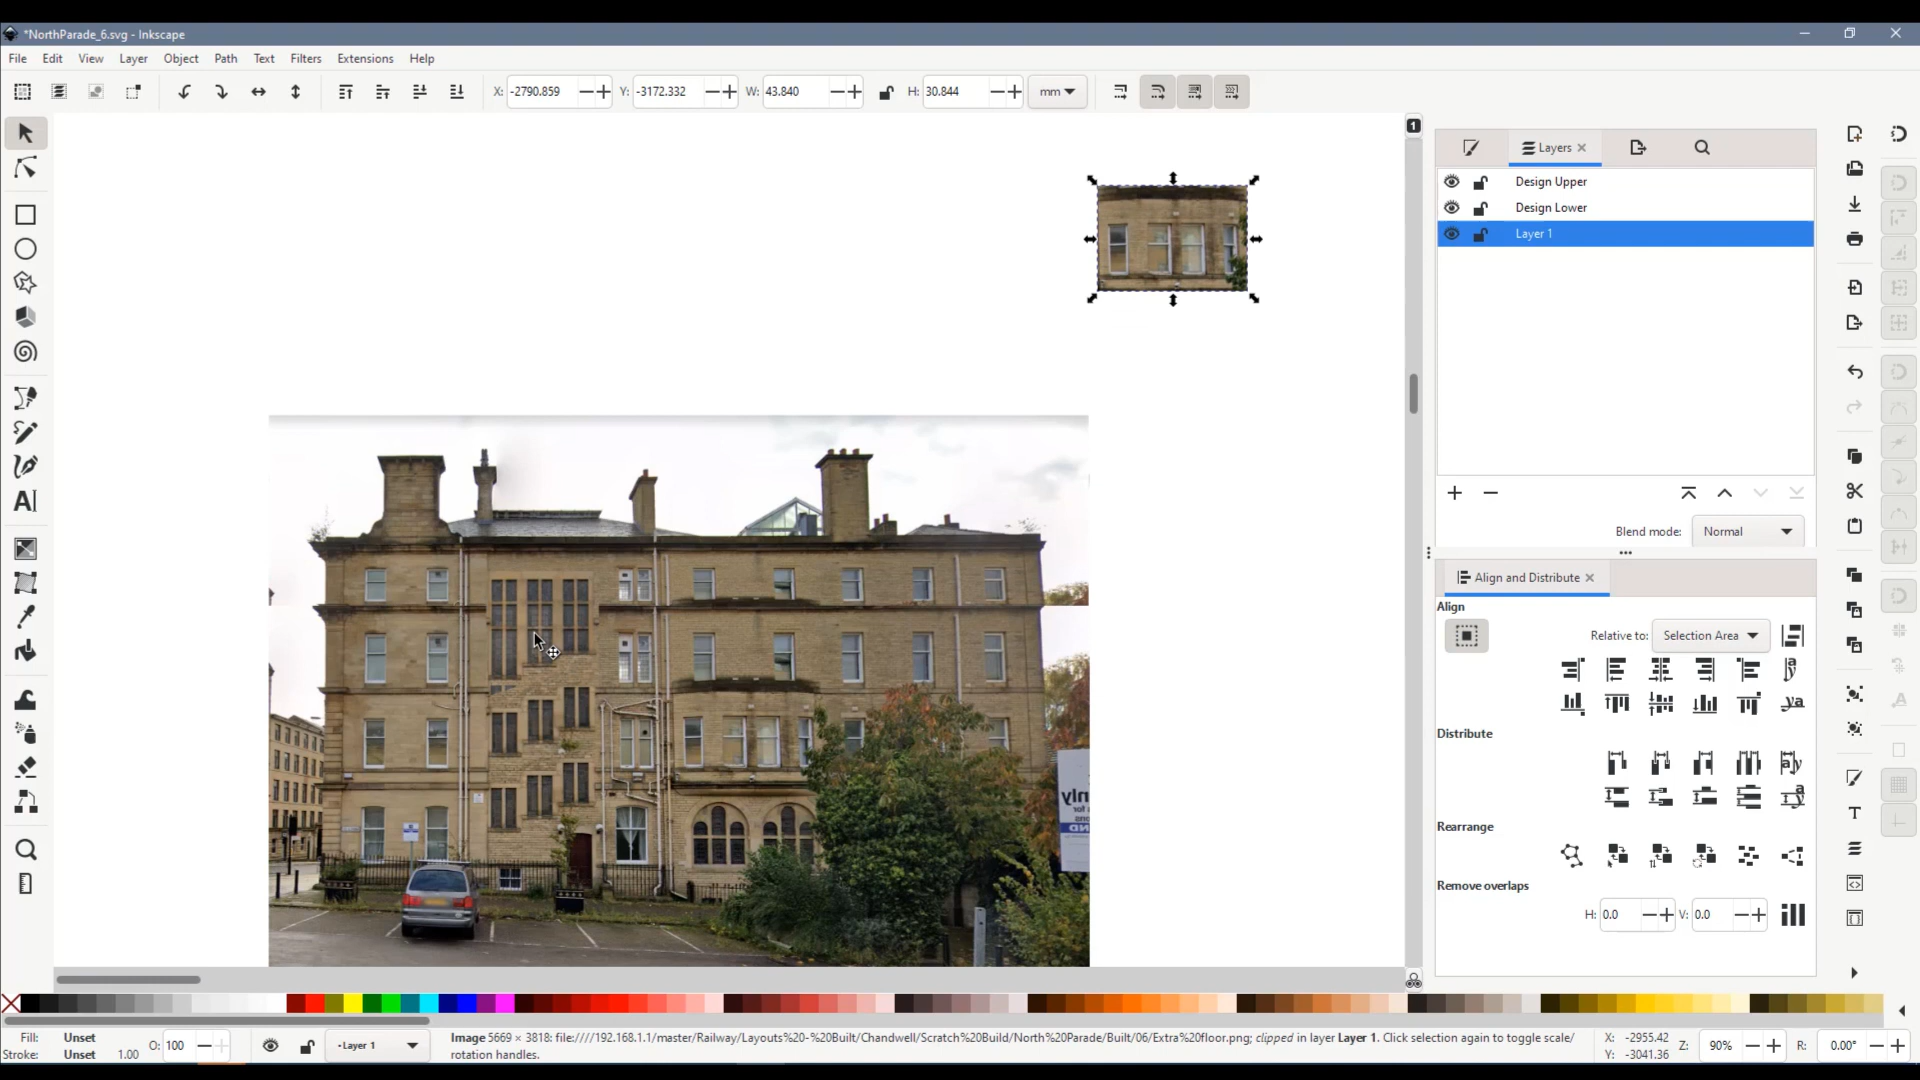 *NorthParade_6.svg - Inkscape
File Edit View Layer Object Path Text Filters Extensions Help
X: -2790.859 Y: -3172.332 W: 43.840 H: 30.844 mm
1
Layers
Design Upper
Design Lower
Layer 1
Blend mode: Normal
Align and Distribute
Align
Relative to: Selection Area
Distribute
Rearrange
Remove overlaps
H: 0.0 V: 0.0
Fill: Unset
Stroke: Unset 1.00
O: 100
-Layer 1
Image 5669 × 3818: file:////192.168.1.1/master/Railway/Layouts%20-%20Built/Chandwell/Scratch%20Build/North%20Parade/Built/06/Extra%20floor.png; clipped in layer Layer 1. Click selection again to toggle scale/
rotation handles.
X: -2955.42
Y: -3041.36
Z: 90%
R: 0.00°